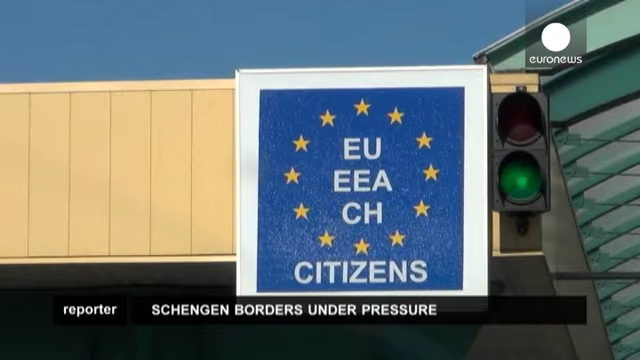 euronews
EU
EEA
CH
CITIZENS
reporter
SCHENGEN BORDERS UNDER PRESSURE